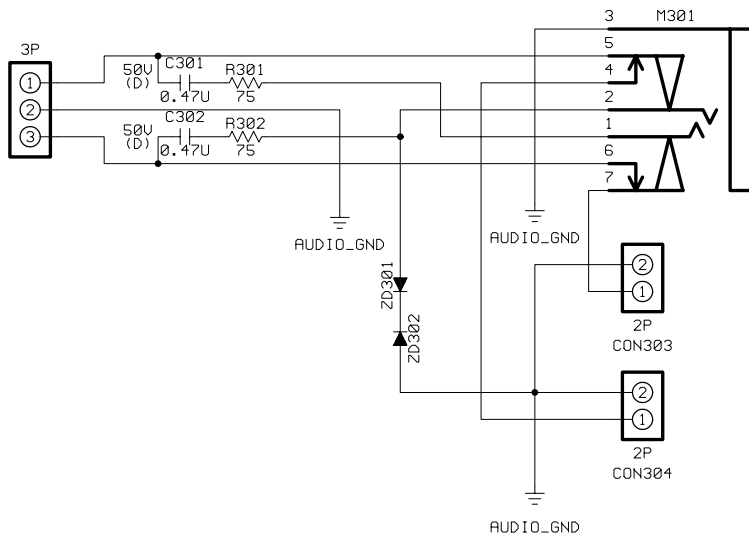 3 M301
3P
5
50V C301 R301
(D)
4
1
0.47U 75
2
50V C302 R302
(D)
2
1
3
0.47U 75
6
7
AUDIO_GND
AUDIO_GND
ZD301
2
1
ZD302
2P
CON303
2
1
2P
CON304
AUDIO_GND